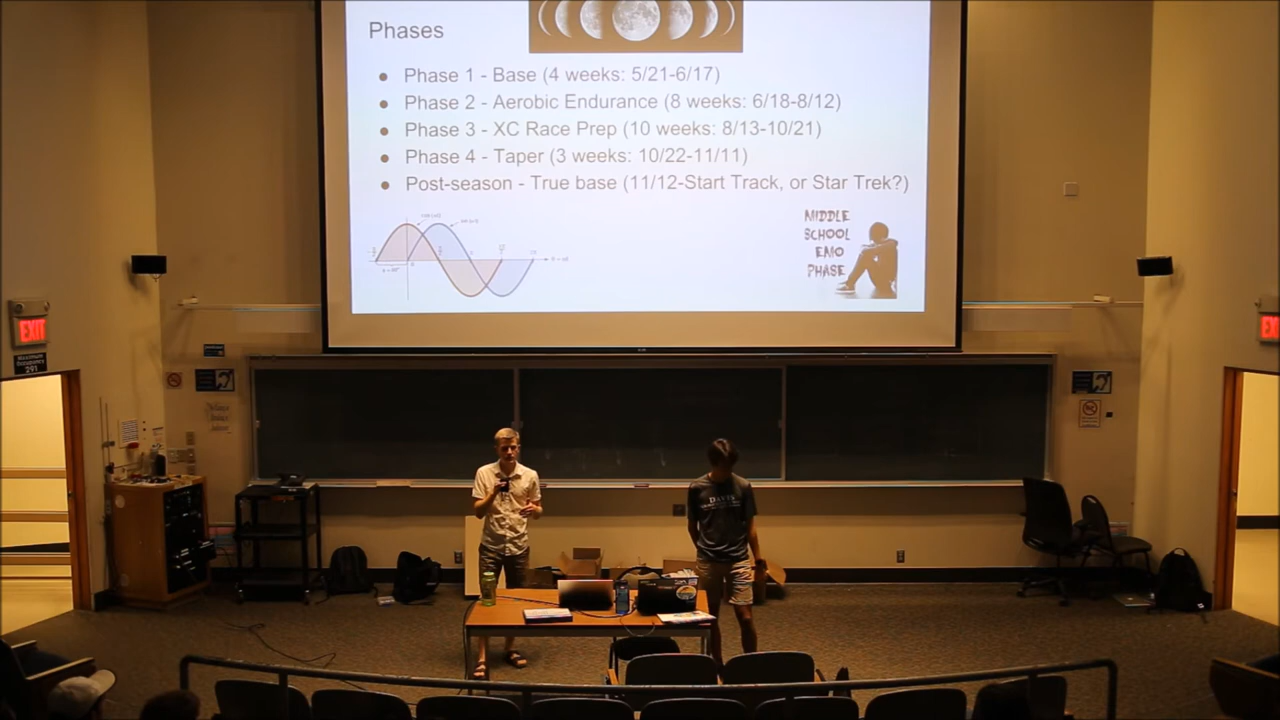 Phases
● Phase 1 - Base (4 weeks: 5/21-6/17)
● Phase 2 - Aerobic Endurance (8 weeks: 6/18-8/12)
● Phase 3 - XC Race Prep (10 weeks: 8/13-10/21)
● Phase 4 - Taper (3 weeks: 10/22-11/11)
● Post-season - True base (11/12-Start Track, or Star Trek?)
MIDDLE
SCHOOL
EMO
PHASE
EXIT
291
DAVIS